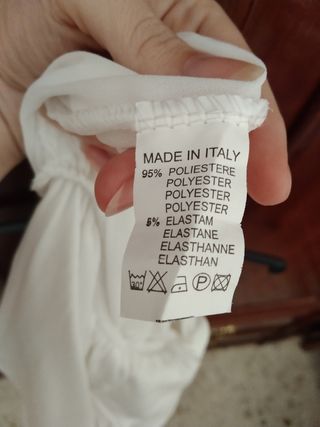 MADE IN ITALY
95% POLIESTERE
POLYESTER
POLYESTER
POLYESTER
5% ELASTAM
ELASTANE
ELASTHANNE
ELASTHAN
P